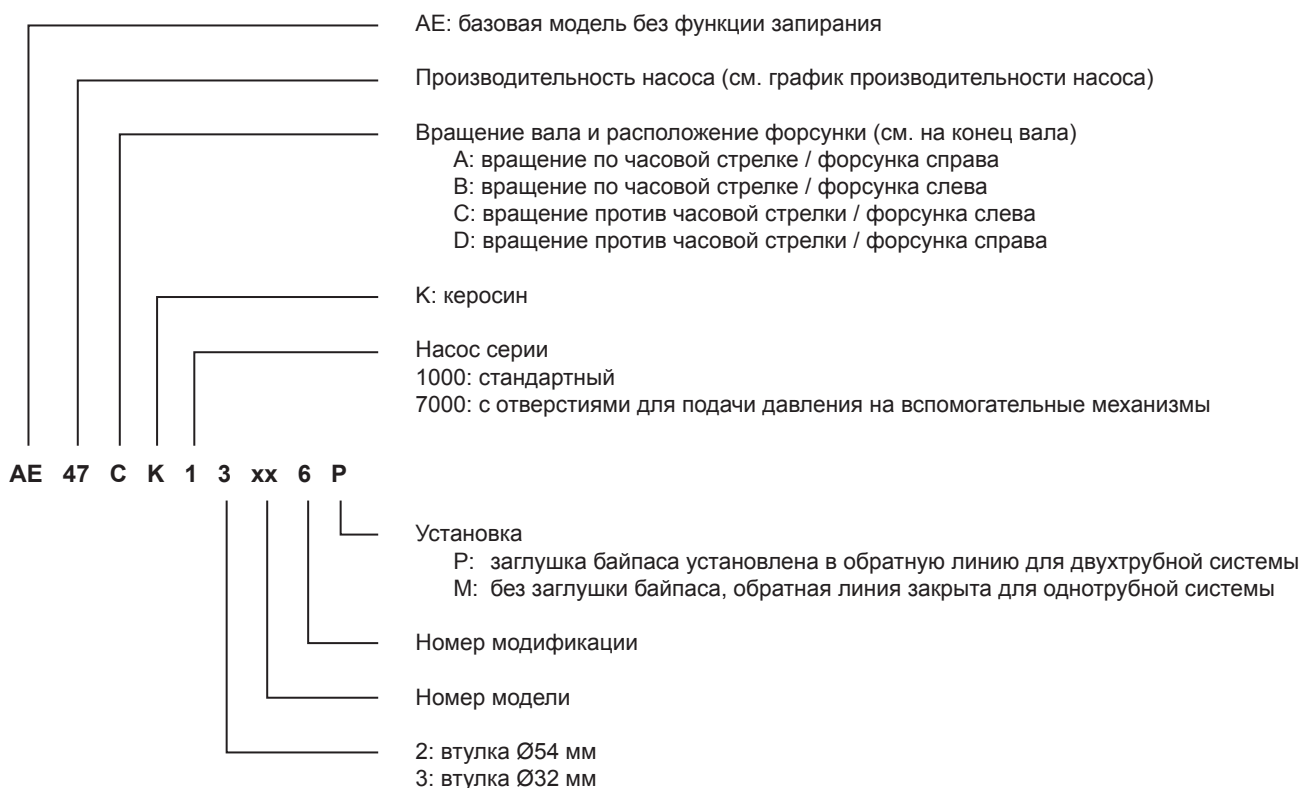 AE: базовая модель без функции запирания
Производительность насоса (см. график производительности насоса)
Вращение вала и расположение форсунки (см. на конец вала)
A: вращение по часовой стрелке / форсунка справа
B: вращение по часовой стрелке / форсунка слева
C: вращение против часовой стрелки / форсунка слева
D: вращение против часовой стрелки / форсунка справа
K: керосин
Насос серии
1000: стандартный
7000: с отверстиями для подачи давления на вспомогательные механизмы
AE 47 C K 1 3 xx 6 P
Установка
P: заглушка байпаса установлена в обратную линию для двухтрубной системы
M: без заглушки байпаса, обратная линия закрыта для однотрубной системы
Номер модификации
Номер модели
2: втулка Ø54 мм
3: втулка Ø32 мм